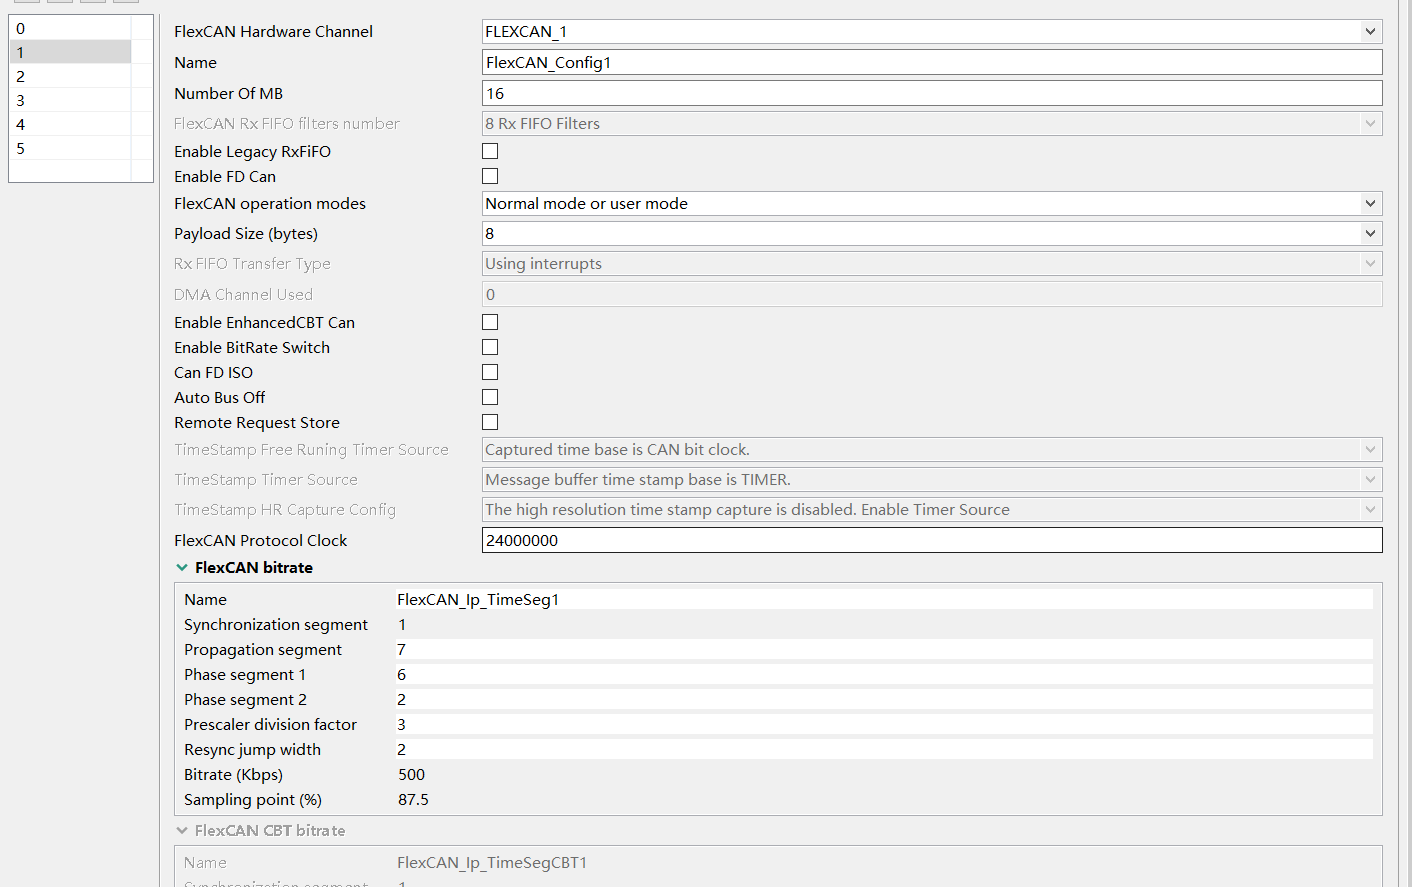 0
1
2
3
4
5
FlexCAN Hardware Channel FLEXCAN_1
Name FlexCAN_Config1
Number Of MB 16
FlexCAN Rx FIFO filters number 8 Rx FIFO Filters
Enable Legacy RxFiFO
Enable FD Can
FlexCAN operation modes Normal mode or user mode
Payload Size (bytes) 8
Rx FIFO Transfer Type Using interrupts
DMA Channel Used 0
Enable EnhancedCBT Can
Enable BitRate Switch
Can FD ISO
Auto Bus Off
Remote Request Store
TimeStamp Free Runing Timer Source Captured time base is CAN bit clock.
TimeStamp Timer Source Message buffer time stamp base is TIMER.
TimeStamp HR Capture Config The high resolution time stamp capture is disabled. Enable Timer Source
FlexCAN Protocol Clock 24000000
FlexCAN bitrate
Name FlexCAN_Ip_TimeSeg1
Synchronization segment 1
Propagation segment 7
Phase segment 1 6
Phase segment 2 2
Prescaler division factor 3
Resync jump width 2
Bitrate (Kbps) 500
Sampling point (%) 87.5
FlexCAN CBT bitrate
Name FlexCAN_Ip_TimeSegCBT1
Synchronization segment 1